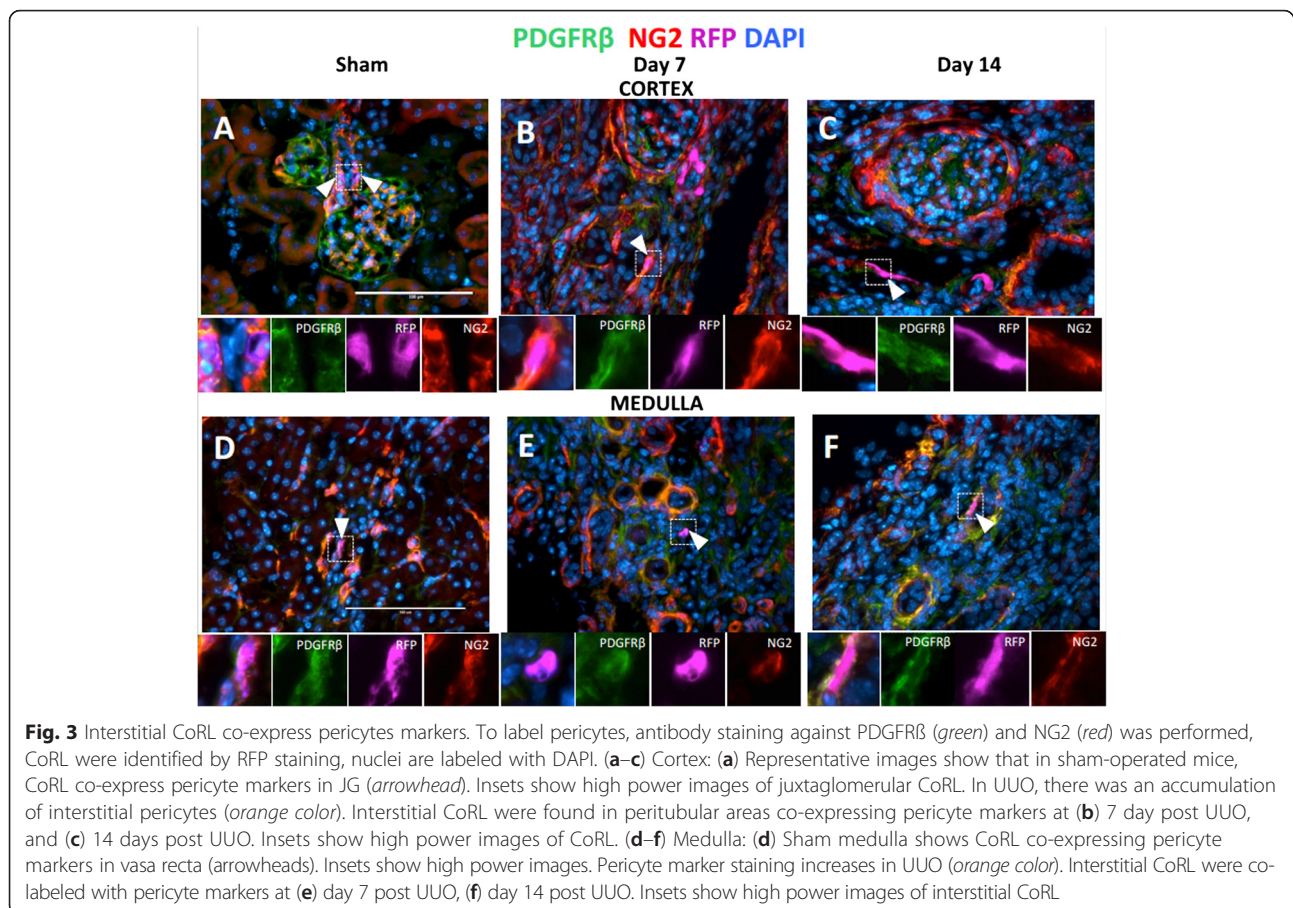 PDGFRβ NG2 RFP DAPI
Sham Day 7 Day 14
CORTEX
A B C
100 µm
PDGFRβ RFP NG2 PDGFRβ RFP NG2 PDGFRβ RFP NG2
MEDULLA
D E F
PDGFRβ RFP NG2 PDGFRβ RFP NG2 PDGFRβ RFP NG2
Fig. 3 Interstitial CoRL co-express pericytes markers. To label pericytes, antibody staining against PDGFRß (green) and NG2 (red) was performed,
CoRL were identified by RFP staining, nuclei are labeled with DAPI. (a–c) Cortex: (a) Representative images show that in sham-operated mice,
CoRL co-express pericyte markers in JG (arrowhead). Insets show high power images of juxtaglomerular CoRL. In UUO, there was an accumulation
of interstitial pericytes (orange color). Interstitial CoRL were found in peritubular areas co-expressing pericyte markers at (b) 7 day post UUO,
and (c) 14 days post UUO. Insets show high power images of CoRL. (d–f) Medulla: (d) Sham medulla shows CoRL co-expressing pericyte
markers in vasa recta (arrowheads). Insets show high power images. Pericyte marker staining increases in UUO (orange color). Interstitial CoRL were co-
labeled with pericyte markers at (e) day 7 post UUO, (f) day 14 post UUO. Insets show high power images of interstitial CoRL